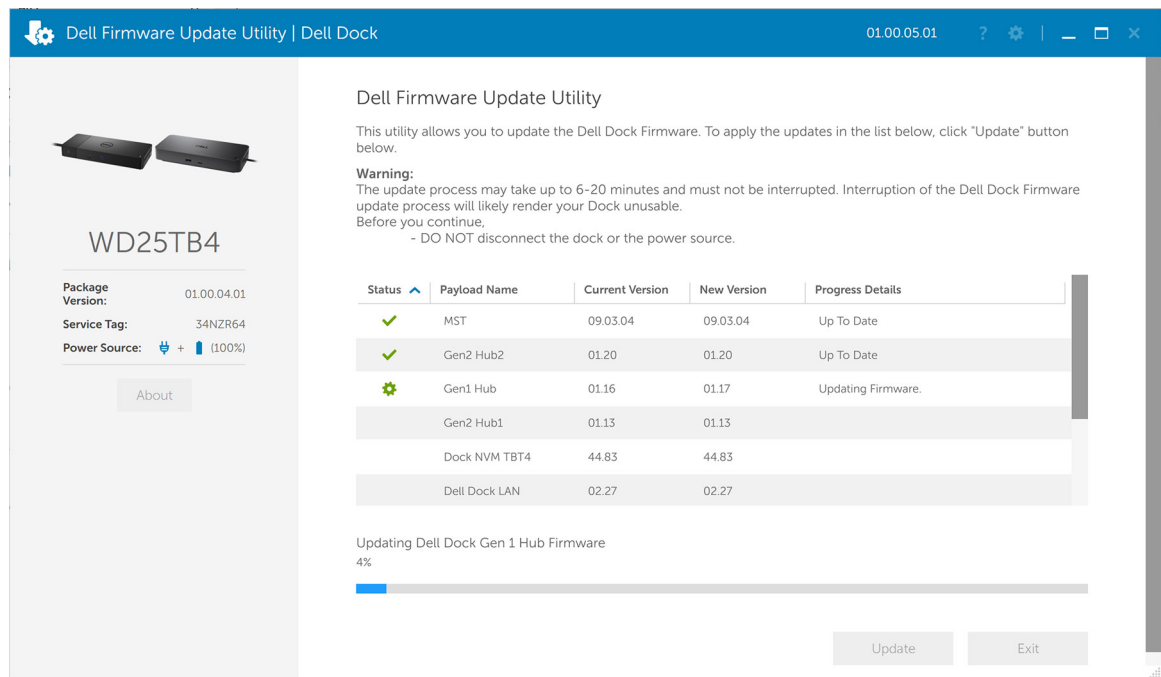 Dell Firmware Update Utility | Dell Dock
01.00.05.01
?
WD25TB4
Package Version: 01.00.04.01
Service Tag: 34NZR64
Power Source: + (100%)
About
Dell Firmware Update Utility
This utility allows you to update the Dell Dock Firmware. To apply the updates in the list below, click "Update" button
below.
Warning:
The update process may take up to 6-20 minutes and must not be interrupted. Interruption of the Dell Dock Firmware
update process will likely render your Dock unusable.
Before you continue,
- DO NOT disconnect the dock or the power source.
Status Payload Name Current Version New Version Progress Details
MST 09.03.04 09.03.04 Up To Date
Gen2 Hub2 01.20 01.20 Up To Date
Gen1 Hub 01.16 01.17 Updating Firmware.
Gen2 Hub1 01.13 01.13
Dock NVM TBT4 44.83 44.83
Dell Dock LAN 02.27 02.27
Updating Dell Dock Gen 1 Hub Firmware
4%
Update Exit